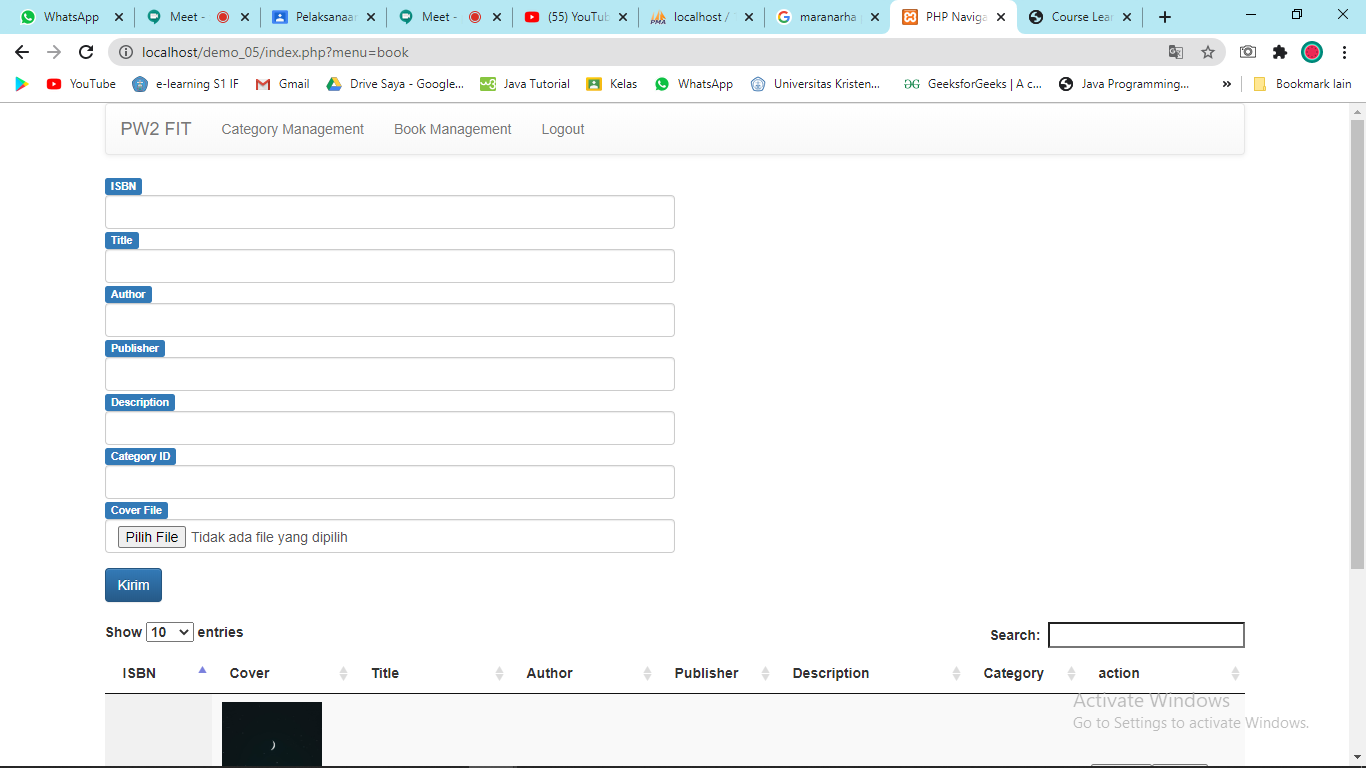 WhatsApp Meet - Pelaksanaar Meet - (55) YouTub localhost / maranarha PHP Naviga Course Lear
localhost/demo_05/index.php?menu=book
YouTube e-learning S1 IF Gmail Drive Saya - Google... Java Tutorial Kelas WhatsApp Universitas Kristen... GeeksforGeeks | A c... Java Programming... » Bookmark lain
PW2 FIT Category Management Book Management Logout
ISBN
Title
Author
Publisher
Description
Category ID
Cover File
Pilih File Tidak ada file yang dipilih
Kirim
Show 10 entries Search:
ISBN Cover Title Author Publisher Description Category action
Activate Windows
Go to Settings to activate Windows.